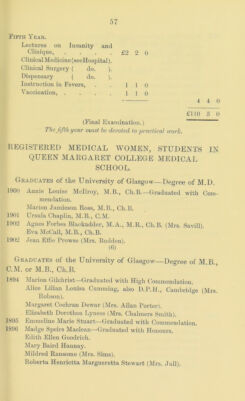 57
FIFTH YEAR.
Lectures on Insanity and
Clinique, . . . . £2 2 0
Clinical Medicine (see Hospital).
Clinical Surgery ( do. ).
Dispensary ( do. ).
Instruction in Fevers, . . 1 1 0
Vaccination, . . . . 1 1 0
4 4 0
£110 3 0
(Final Examination.)
The fifth year must be devoted to practical work.
REGISTERED MEDICAL WOMEN, STUDENTS IN
QUEEN MARGARET COLLEGE MEDICAL
SCHOOL.
GRADUATES of the University of Glasgow—Degree of M.D.
1900 Annie Louise McIlroy, M.B., Ch.B.—Graduated with Com-
mendation.
Marion Jamieson Ross, M.B., Ch.B.
1901 Ursula Chaplin, M.B., C.M.
1902 Agnes Forbes Blackadder, M.A., M.B., Ch.B. (Mrs. Savill).
Eva McCall, M.B., Ch.B.
1902 Jean Effie Prowse (Mrs. Rudden).
(6)
GRADUATES of the University of Glasgow—Degree of M.B.,
C.M. or M.B., Ch.B.
1894 Marion Gilchrist—Graduated with High Commendation.
Alice Lilian Louisa Cumming, also D.P.H., Cambridge (Mrs.
Robson).
Margaret Cochran Dewar (Mrs. Allan Porter).
Elizabeth Dorothea Lyness (Mrs. Chalmers Smith).
1895 Emmeline Marie Stuart—Graduated with Commendation.
1896 Madge Speirs Maclean—Graduated with Honours.
Edith Ellen Goodrich.
Mary Baird Hannay.
Mildred Ransome (Mrs. Sims).
Roberta Henrietta Margueretta Stewart (Mrs. Jull).